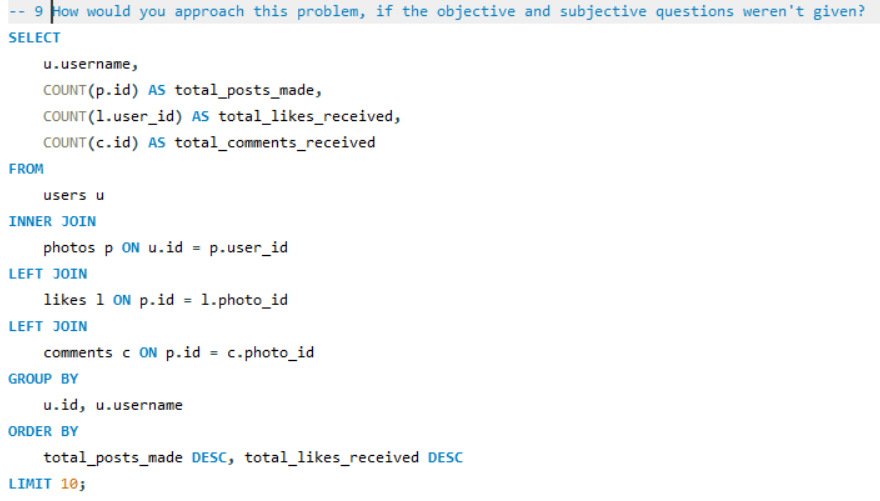 -- 9 How would you approach this problem, if the objective and subjective questions weren't given?
SELECT
    u.username,
    COUNT(p.id) AS total_posts_made,
    COUNT(l.user_id) AS total_likes_received,
    COUNT(c.id) AS total_comments_received
FROM
    users u
INNER JOIN
    photos p ON u.id = p.user_id
LEFT JOIN
    likes l ON p.id = l.photo_id
LEFT JOIN
    comments c ON p.id = c.photo_id
GROUP BY
    u.id, u.username
ORDER BY
    total_posts_made DESC, total_likes_received DESC
LIMIT 10;